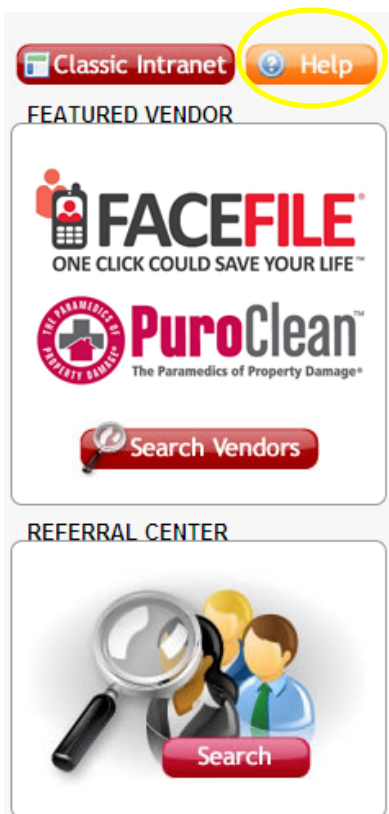 Classic Intranet
Help
FEATURED VENDOR
FACEFILE®
ONE CLICK COULD SAVE YOUR LIFE™
THE PARAMEDICS OF PROPERTY DAMAGE®
PuroClean™
The Paramedics of Property Damage®
Search Vendors
REFERRAL CENTER
Search